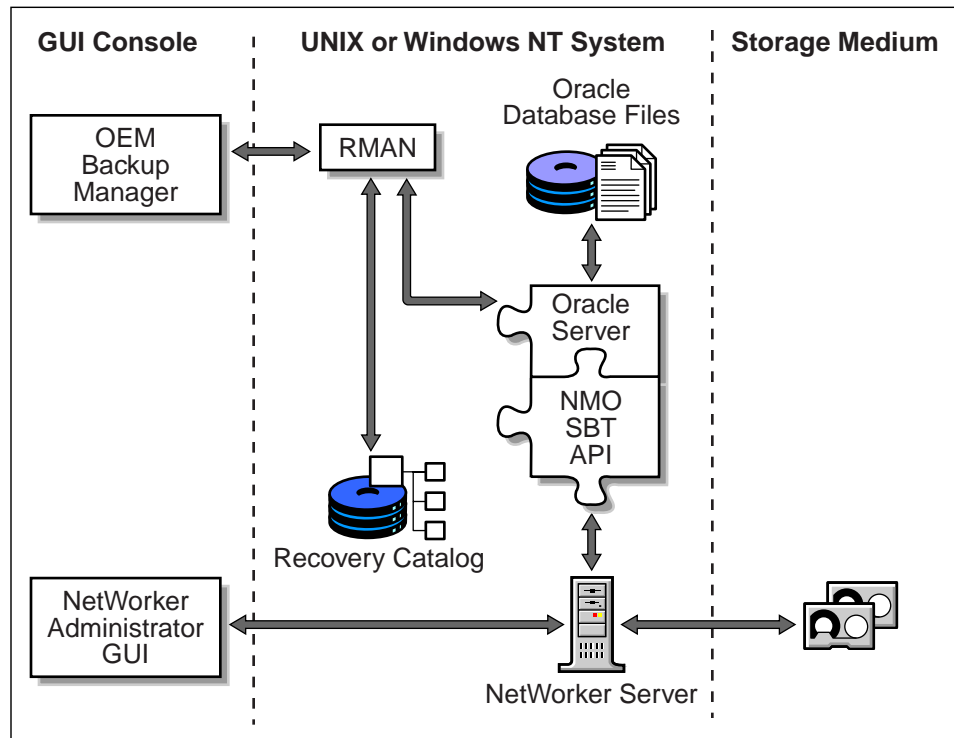 GUI Console
UNIX or Windows NT System
Storage Medium
OEM
Backup
Manager
RMAN
Oracle
Database Files
Oracle
Server
NMO
SBT
API
Recovery Catalog
NetWorker
Administrator
GUI
NetWorker Server